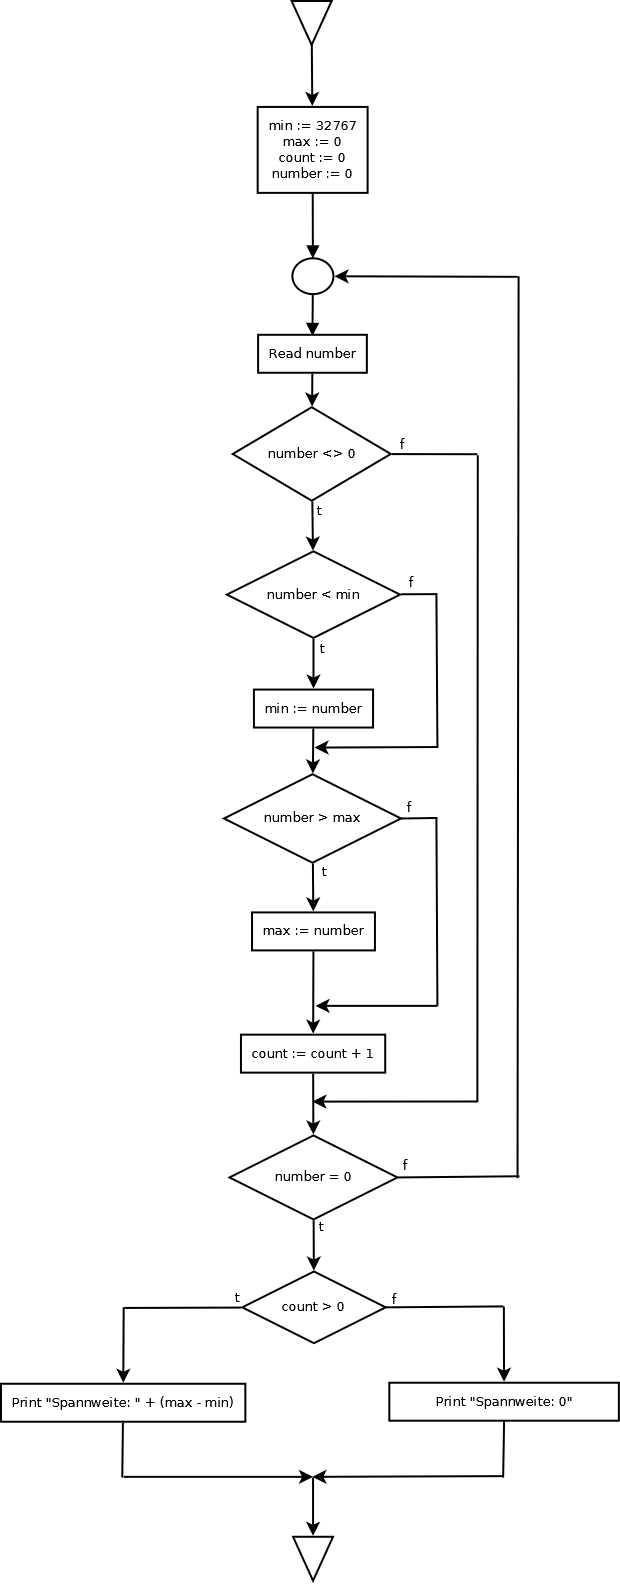 min := 32767
max := 0
count := 0
number := 0
Read number
number <> 0
f
t
number < min
f
t
min := number
number > max
f
t
max := number
count := count + 1
number = 0
f
t
count > 0
t
f
Print "Spannweite: " + (max - min)
Print "Spannweite: 0"